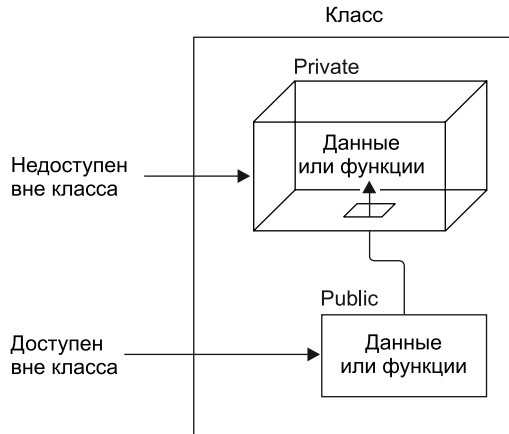 Класс
Private
Данные
или функции
Недоступен
вне класса
Public
Данные
или функции
Доступен
вне класса